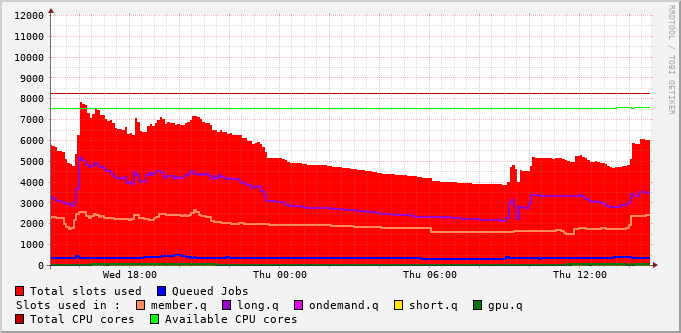 12000
11000
10000
9000
8000
7000
6000
5000
4000
3000
2000
1000
0
Wed 18:00 Thu 00:00 Thu 06:00 Thu 12:00
RRDTOOL / TOBI OETIKER
Total slots used Queued Jobs
Slots used in : member.q long.q ondemand.q short.q gpu.q
Total CPU cores Available CPU cores